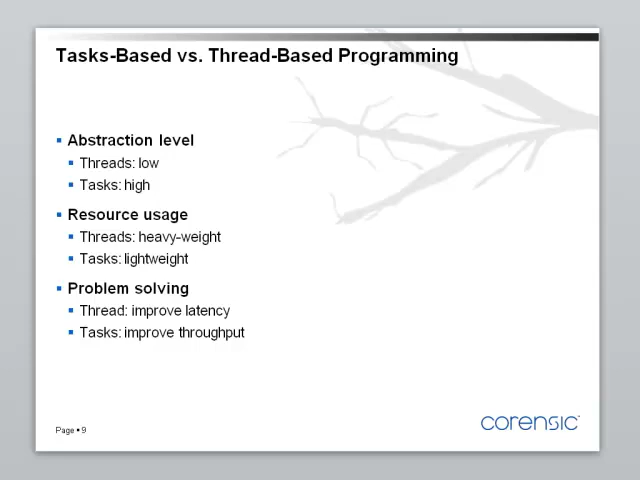 Tasks-Based vs. Thread-Based Programming
Abstraction level
Threads: low
Tasks: high
Resource usage
Threads: heavy-weight
Tasks: lightweight
Problem solving
Thread: improve latency
Tasks: improve throughput
Page ▪ 9
corensic